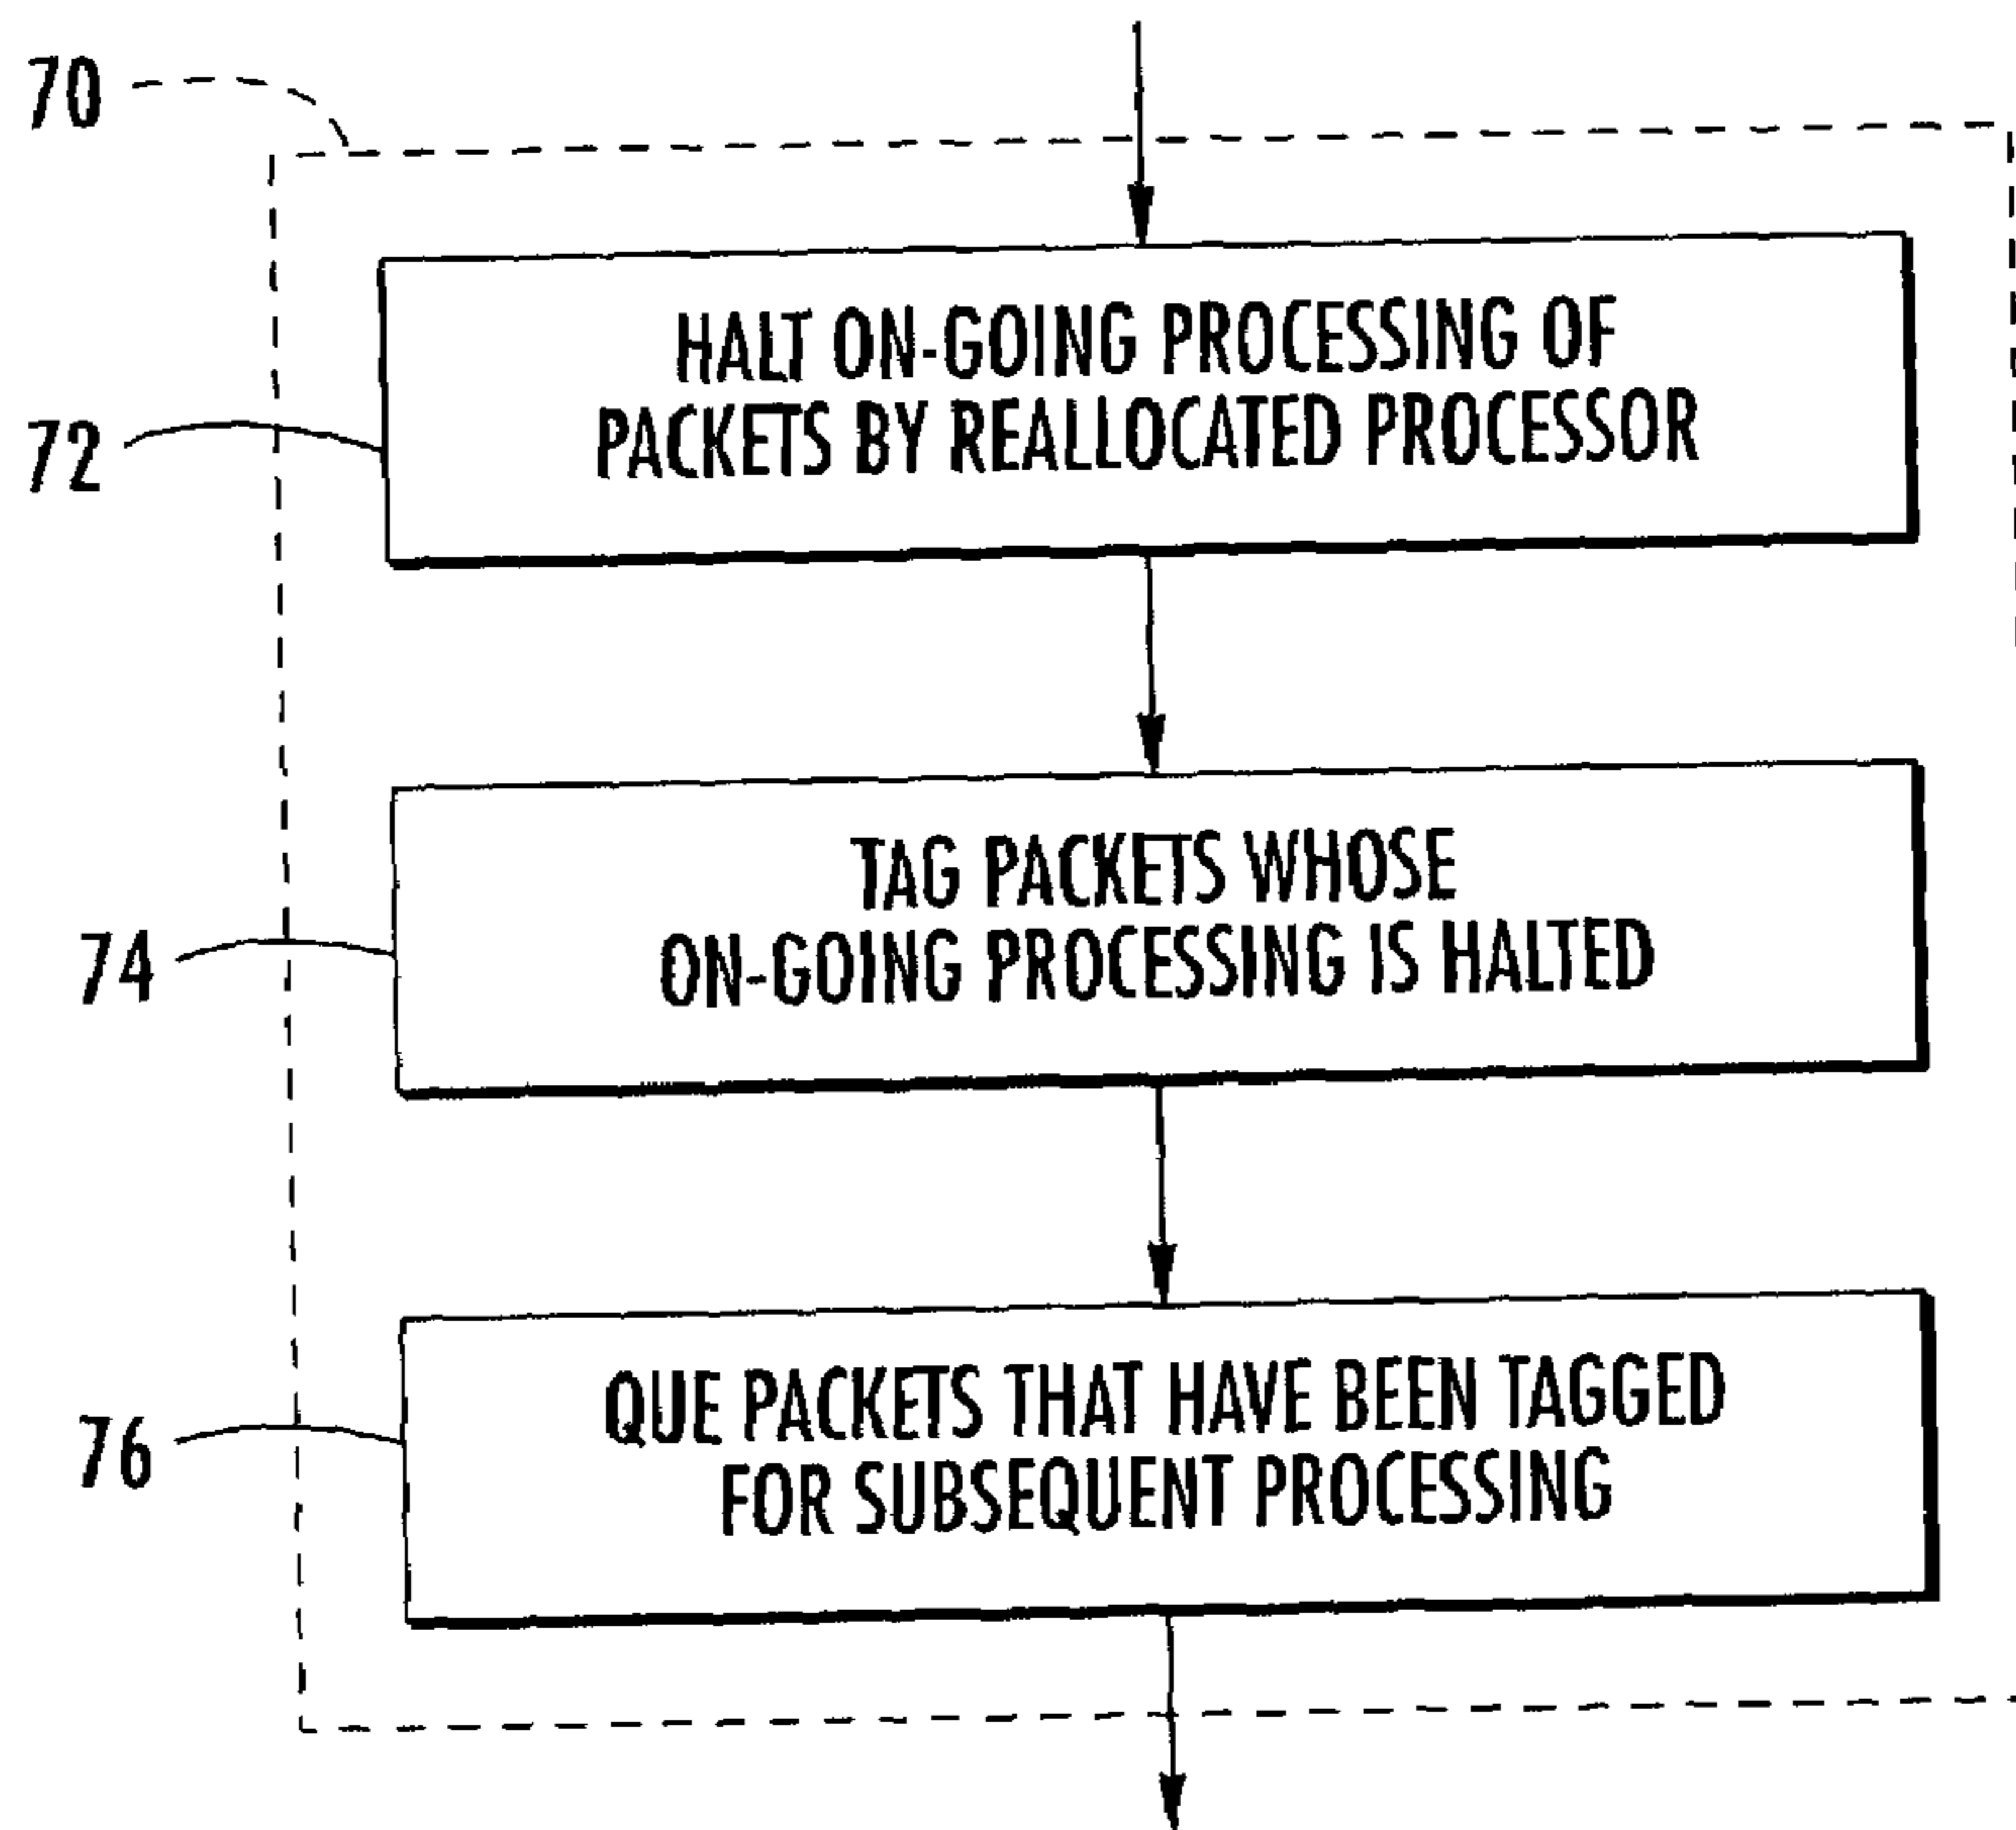 70
72
HALT ON-GOING PROCESSING OF
PACKETS BY REALLOCATED PROCESSOR
74
TAG PACKETS WHOSE
ON-GOING PROCESSING IS HALTED
76
QUE PACKETS THAT HAVE BEEN TAGGED
FOR SUBSEQUENT PROCESSING